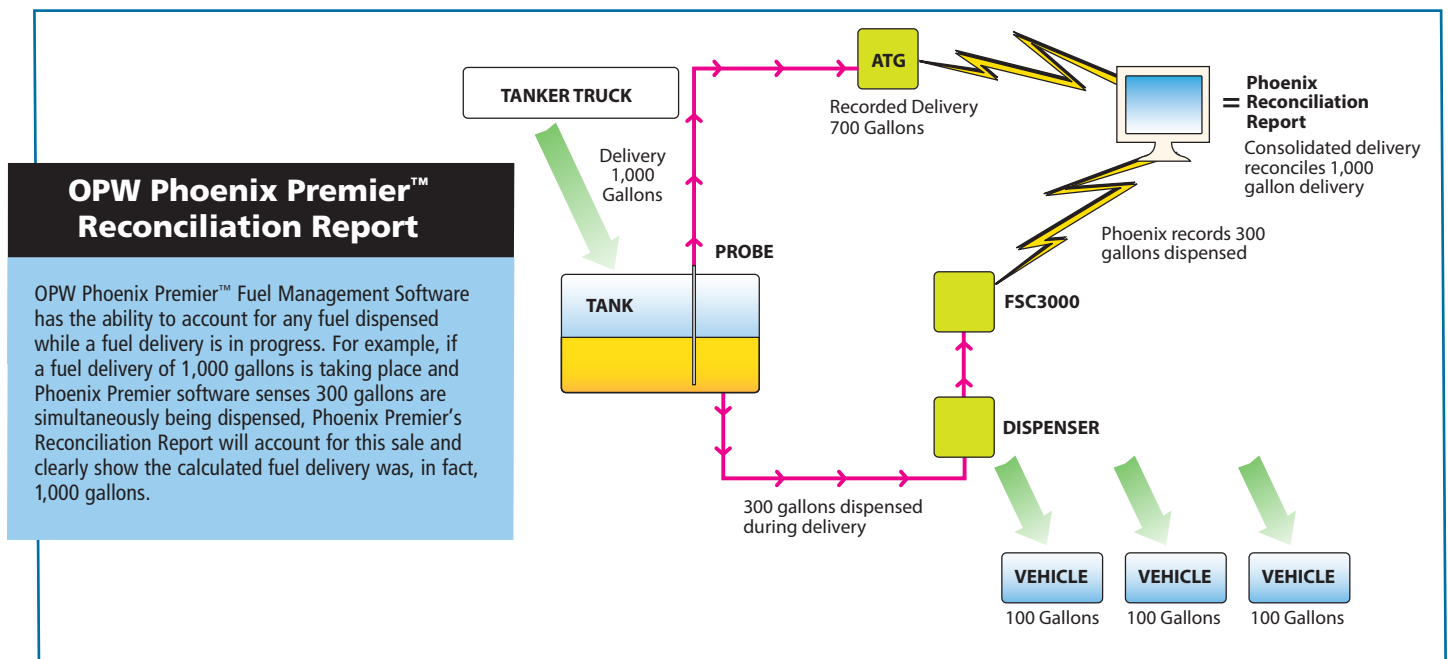 OPW Phoenix Premier™
Reconciliation Report
OPW Phoenix Premier™ Fuel Management Software
has the ability to account for any fuel dispensed
while a fuel delivery is in progress. For example, if
a fuel delivery of 1,000 gallons is taking place and
Phoenix Premier software senses 300 gallons are
simultaneously being dispensed, Phoenix Premier's
Reconciliation Report will account for this sale and
clearly show the calculated fuel delivery was, in fact,
1,000 gallons.
TANKER TRUCK
Delivery
1,000
Gallons
PROBE
TANK
ATG
Recorded Delivery
700 Gallons
= Phoenix
Reconciliation
Report
Consolidated delivery
reconciles 1,000
gallon delivery
Phoenix records 300
gallons dispensed
FSC3000
DISPENSER
300 gallons dispensed
during delivery
VEHICLE
100 Gallons
VEHICLE
100 Gallons
VEHICLE
100 Gallons